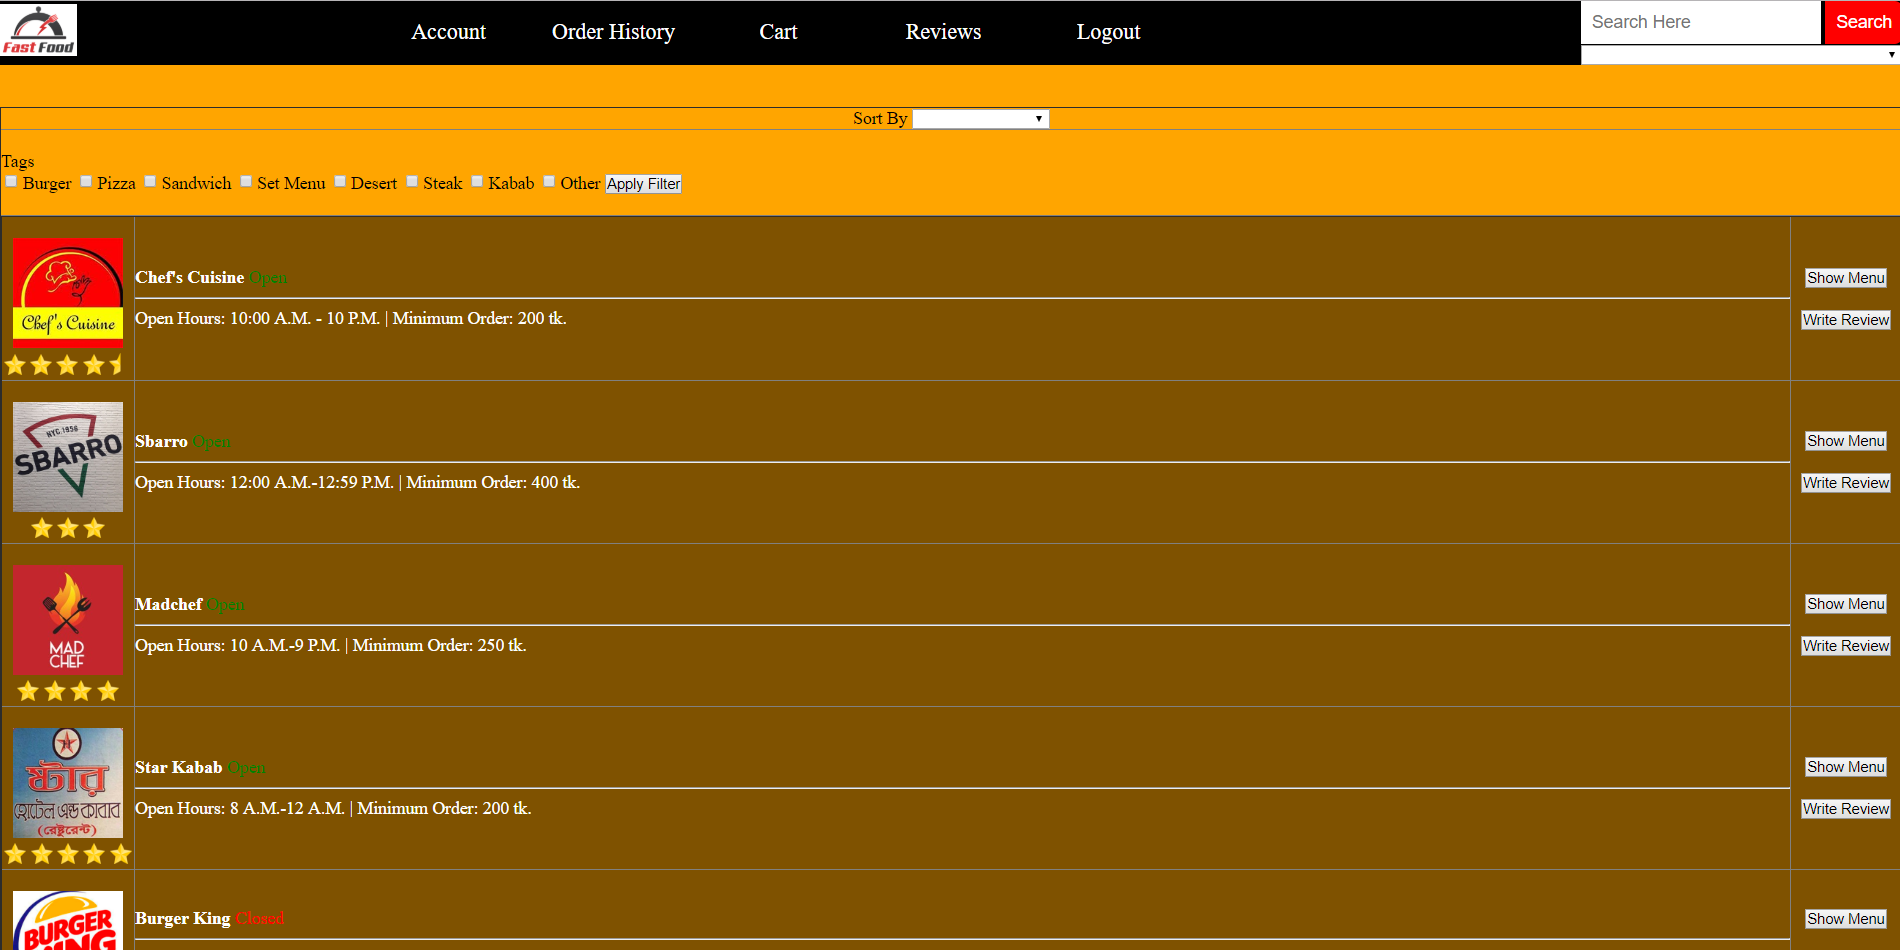 Fast Food
Account Order History Cart Reviews Logout
Search Here Search
Sort By
Tags
Burger Pizza Sandwich Set Menu Desert Steak Kabab Other Apply Filter
Chef's Cuisine
Chef's Cuisine Open
Open Hours: 10:00 A.M. - 10 P.M. | Minimum Order: 200 tk.
Show Menu
Write Review
NYC.1956
SBARRO
Sbarro Open
Open Hours: 12:00 A.M.-12:59 P.M. | Minimum Order: 400 tk.
Show Menu
Write Review
MAD
CHEF
Madchef Open
Open Hours: 10 A.M.-9 P.M. | Minimum Order: 250 tk.
Show Menu
Write Review
ষ্টার
হোটেল এন্ড কাবাব
(রেষ্টুরেন্ট)
Star Kabab Open
Open Hours: 8 A.M.-12 A.M. | Minimum Order: 200 tk.
Show Menu
Write Review
BURGER
KING
Burger King Closed
Show Menu